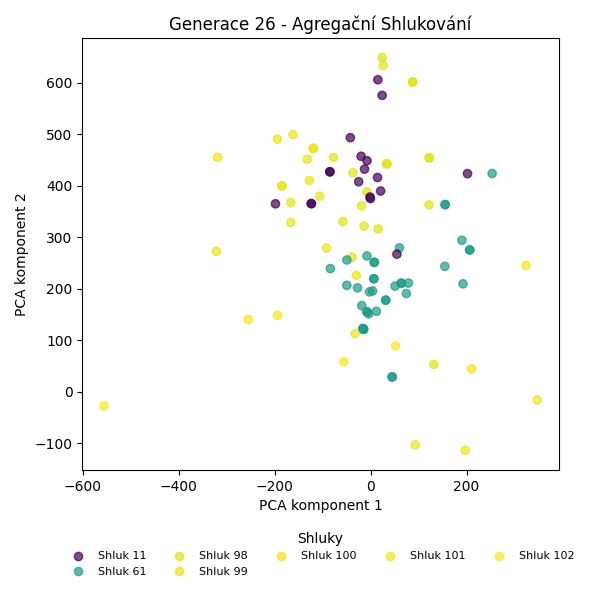 Generace 26 - Agregační Shlukování
PCA komponent 2
600
500
400
300
200
100
0
−100
−600
−400
−200
0
200
PCA komponent 1
Shluky
Shluk 11
Shluk 98
Shluk 100
Shluk 101
Shluk 102
Shluk 61
Shluk 99